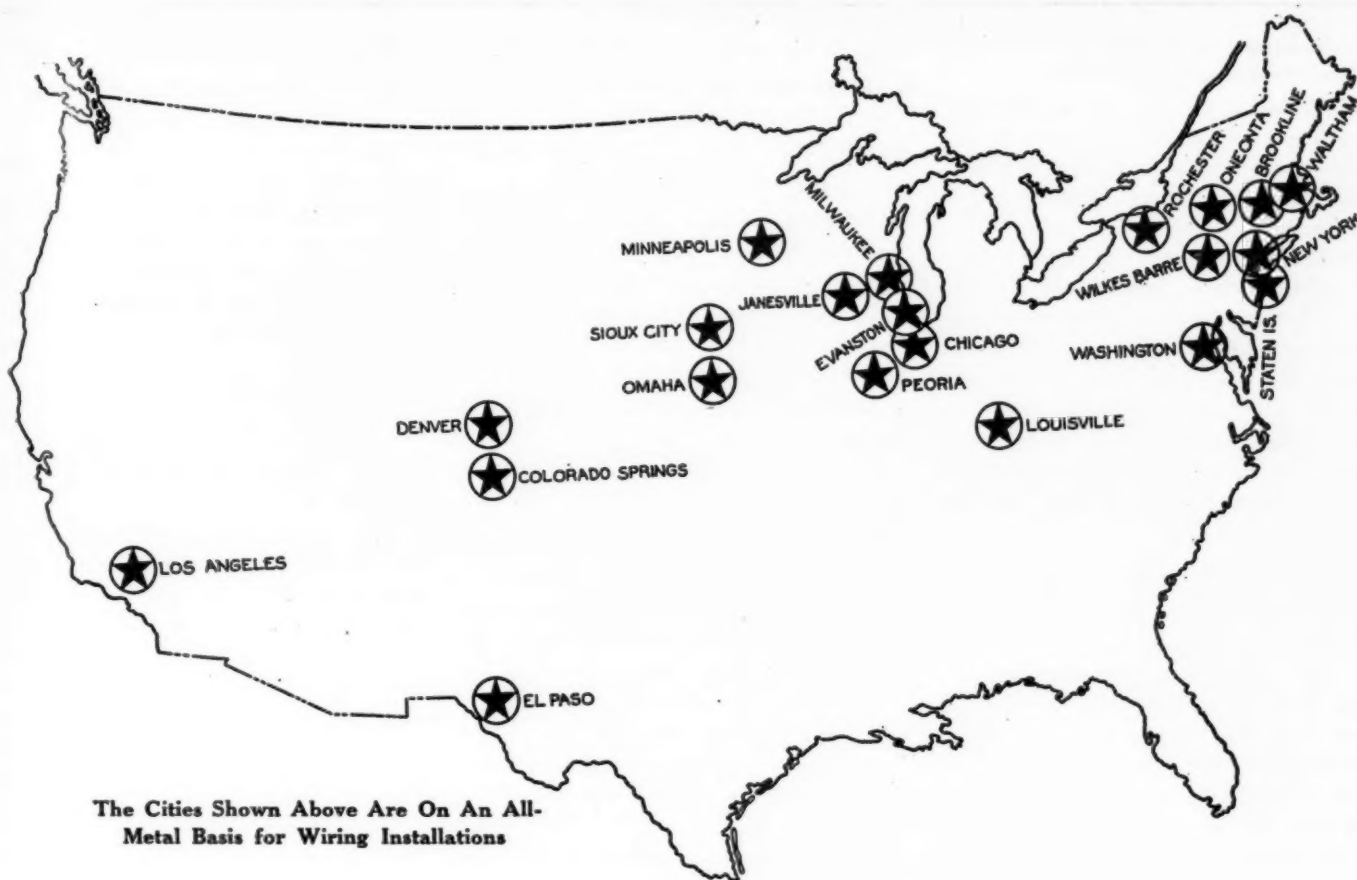 ROCHESTER
ONEONTA
BROOKLINE
WALTHAM
MILWAUKEE
MINNEAPOLIS
NEW YORK
WILKES BARRE
JANESVILLE
SIOUX CITY
EVANSTON
CHICAGO
WASHINGTON
STATEN IS.
OMAHA
PEORIA
DENVER
LOUISVILLE
COLORADO SPRINGS
LOS ANGELES
EL PASO
The Cities Shown Above Are On An All-
Metal Basis for Wiring Installations